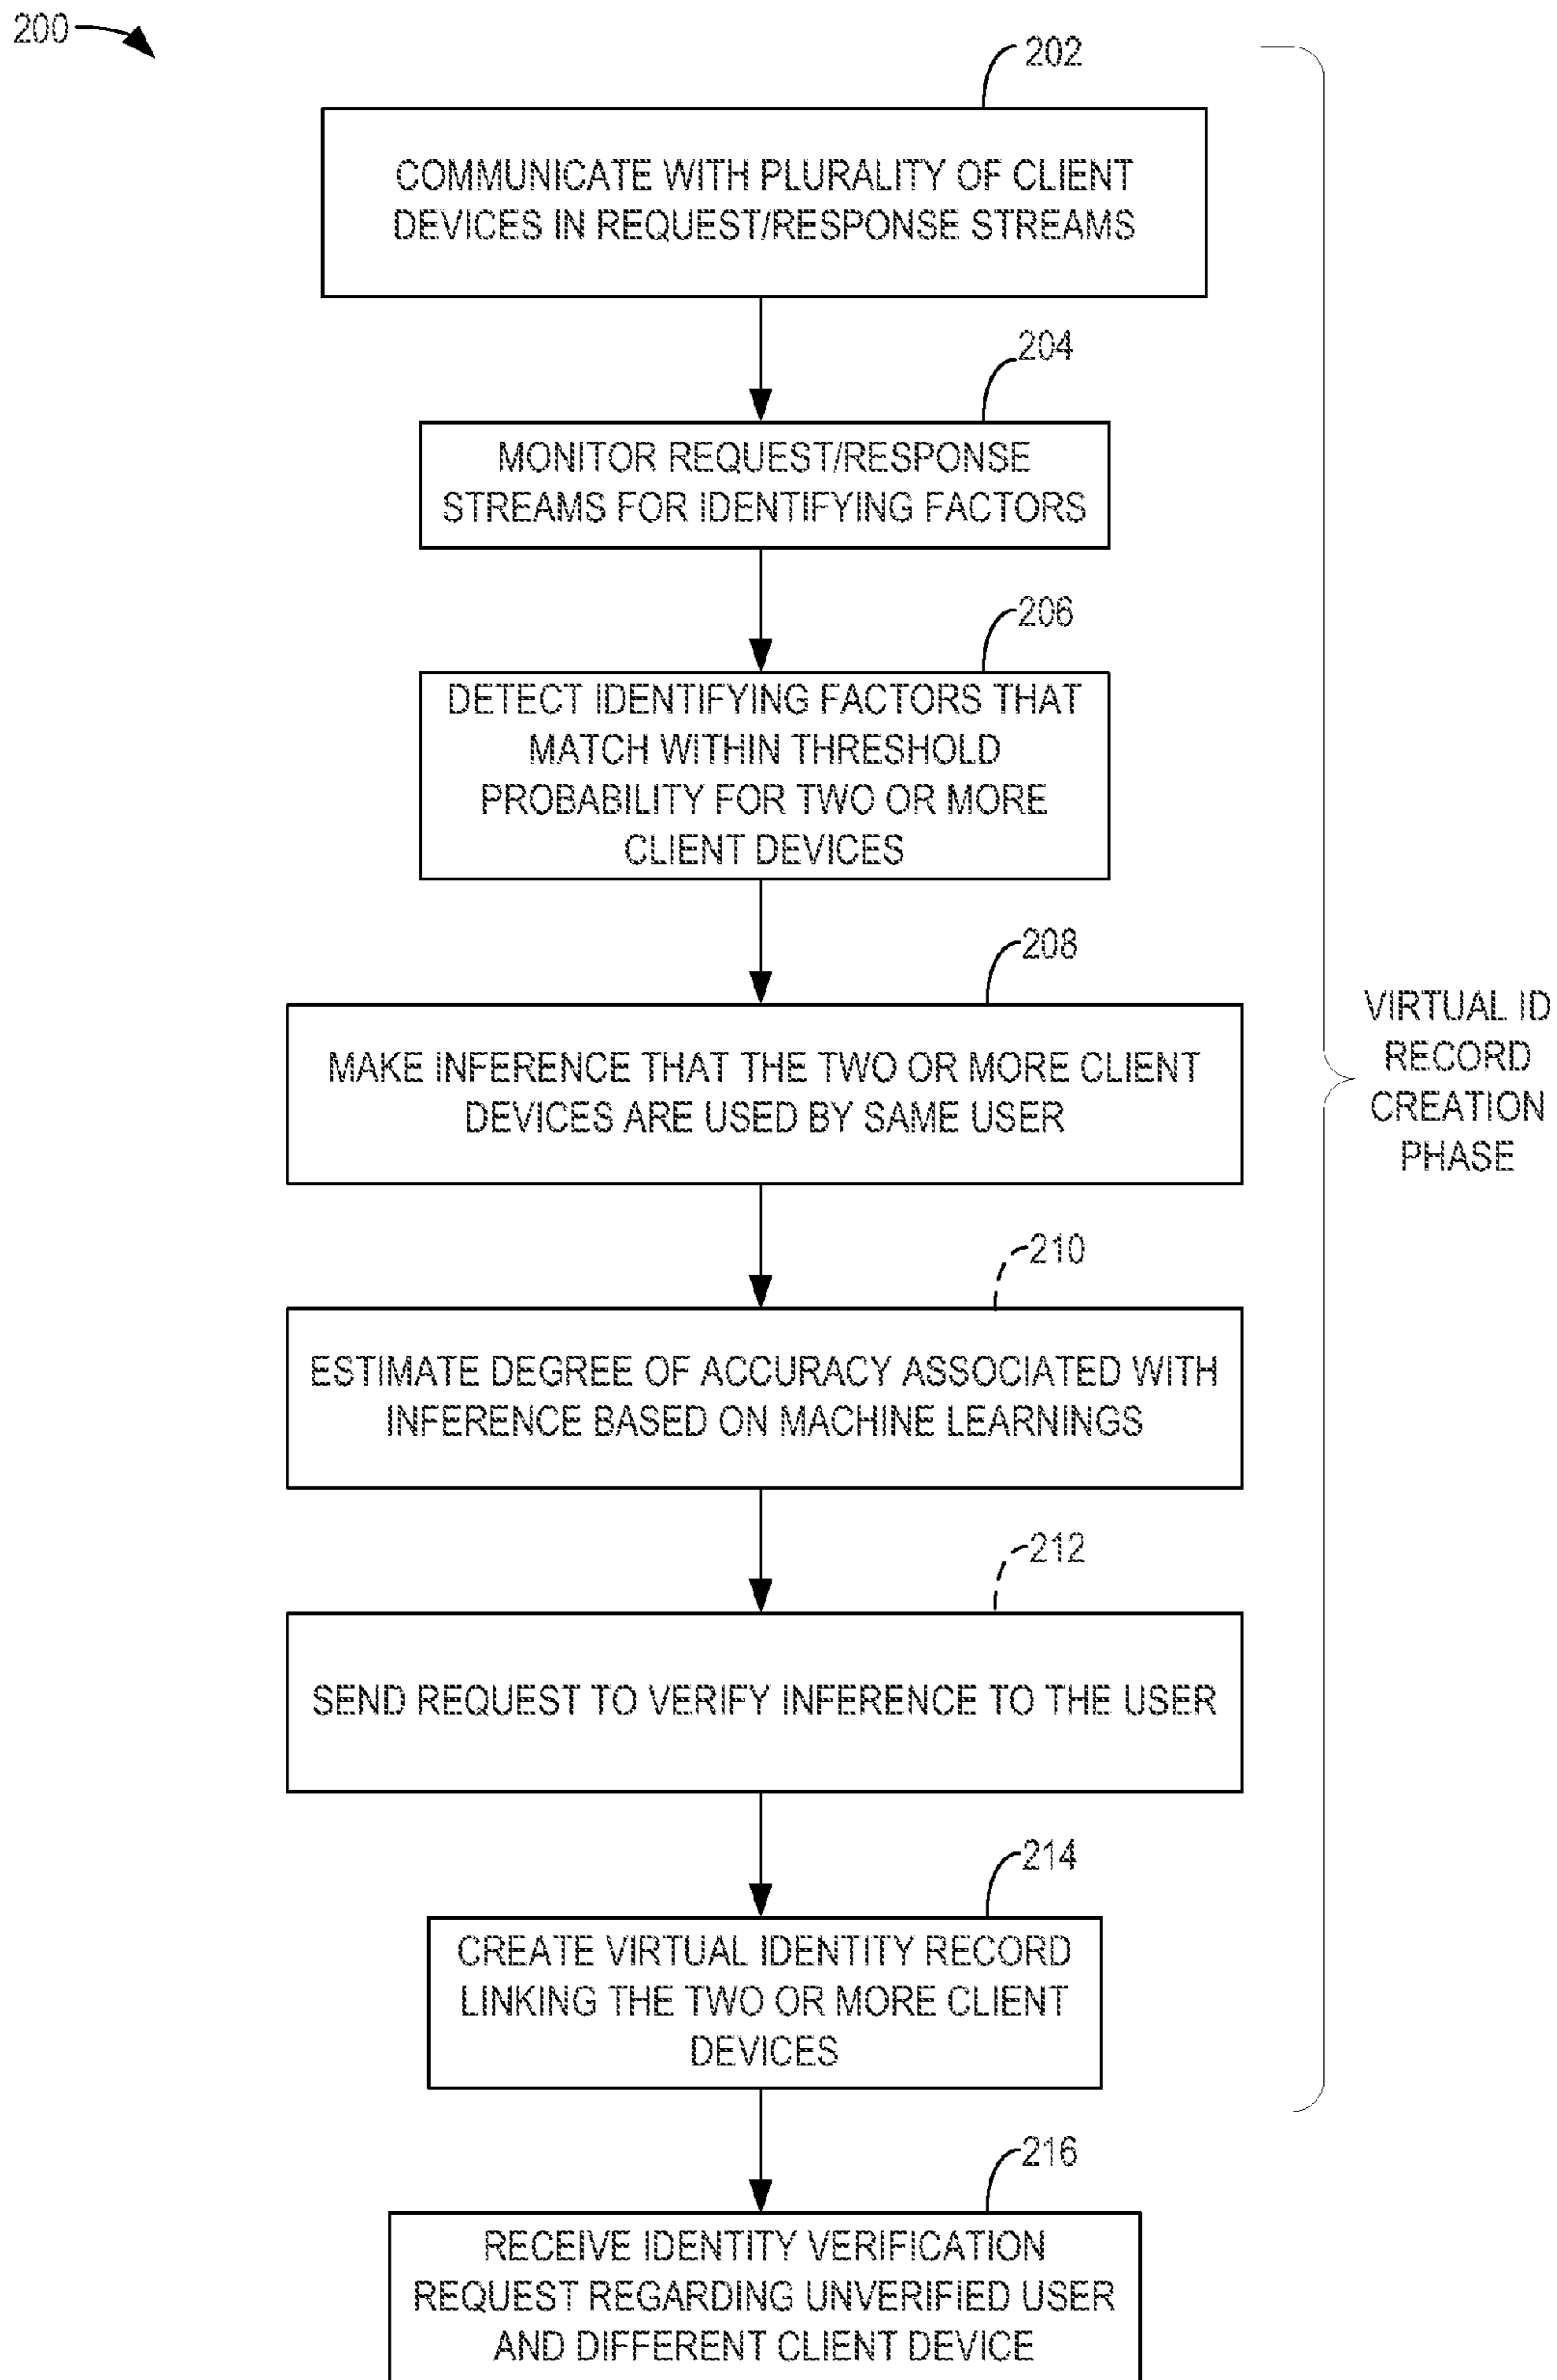 200
202
COMMUNICATE WITH PLURALITY OF CLIENT
DEVICES IN REQUEST/RESPONSE STREAMS
204
MONITOR REQUEST/RESPONSE
STREAMS FOR IDENTIFYING FACTORS
206
DETECT IDENTIFYING FACTORS THAT
MATCH WITHIN THRESHOLD
PROBABILITY FOR TWO OR MORE
CLIENT DEVICES
208
MAKE INFERENCE THAT THE TWO OR MORE CLIENT
DEVICES ARE USED BY SAME USER
VIRTUAL ID
RECORD
CREATION
PHASE
210
ESTIMATE DEGREE OF ACCURACY ASSOCIATED WITH
INFERENCE BASED ON MACHINE LEARNINGS
212
SEND REQUEST TO VERIFY INFERENCE TO THE USER
214
CREATE VIRTUAL IDENTITY RECORD
LINKING THE TWO OR MORE CLIENT
DEVICES
216
RECEIVE IDENTITY VERIFICATION
REQUEST REGARDING UNVERIFIED USER
AND DIFFERENT CLIENT DEVICE